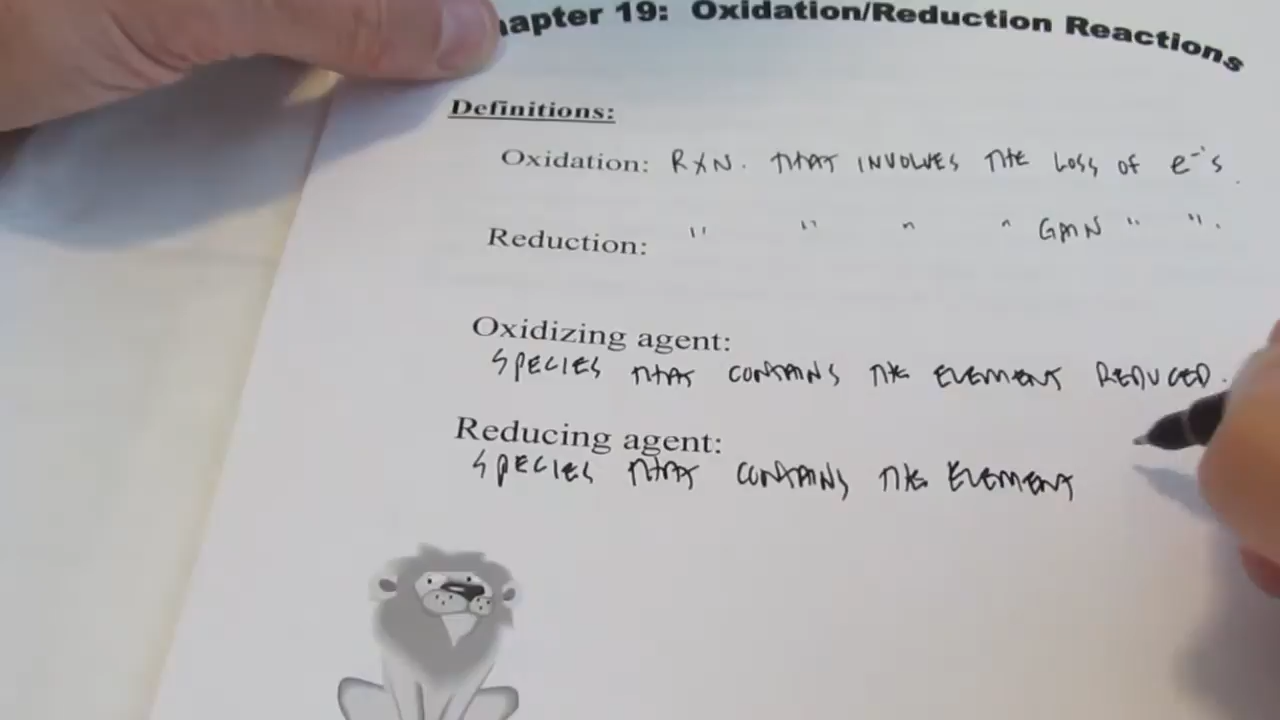 hapter 19: Oxidation/Reduction Reactions
Definitions:
Oxidation: RXN. THAT INVOLVES THE LOSS OF e-'s.
Reduction: " " " " GAIN " ".
Oxidizing agent:
SPECIES THAT CONTAINS THE ELEMENT REDUCED.
Reducing agent:
SPECIES THAT CONTAINS THE ELEMENT